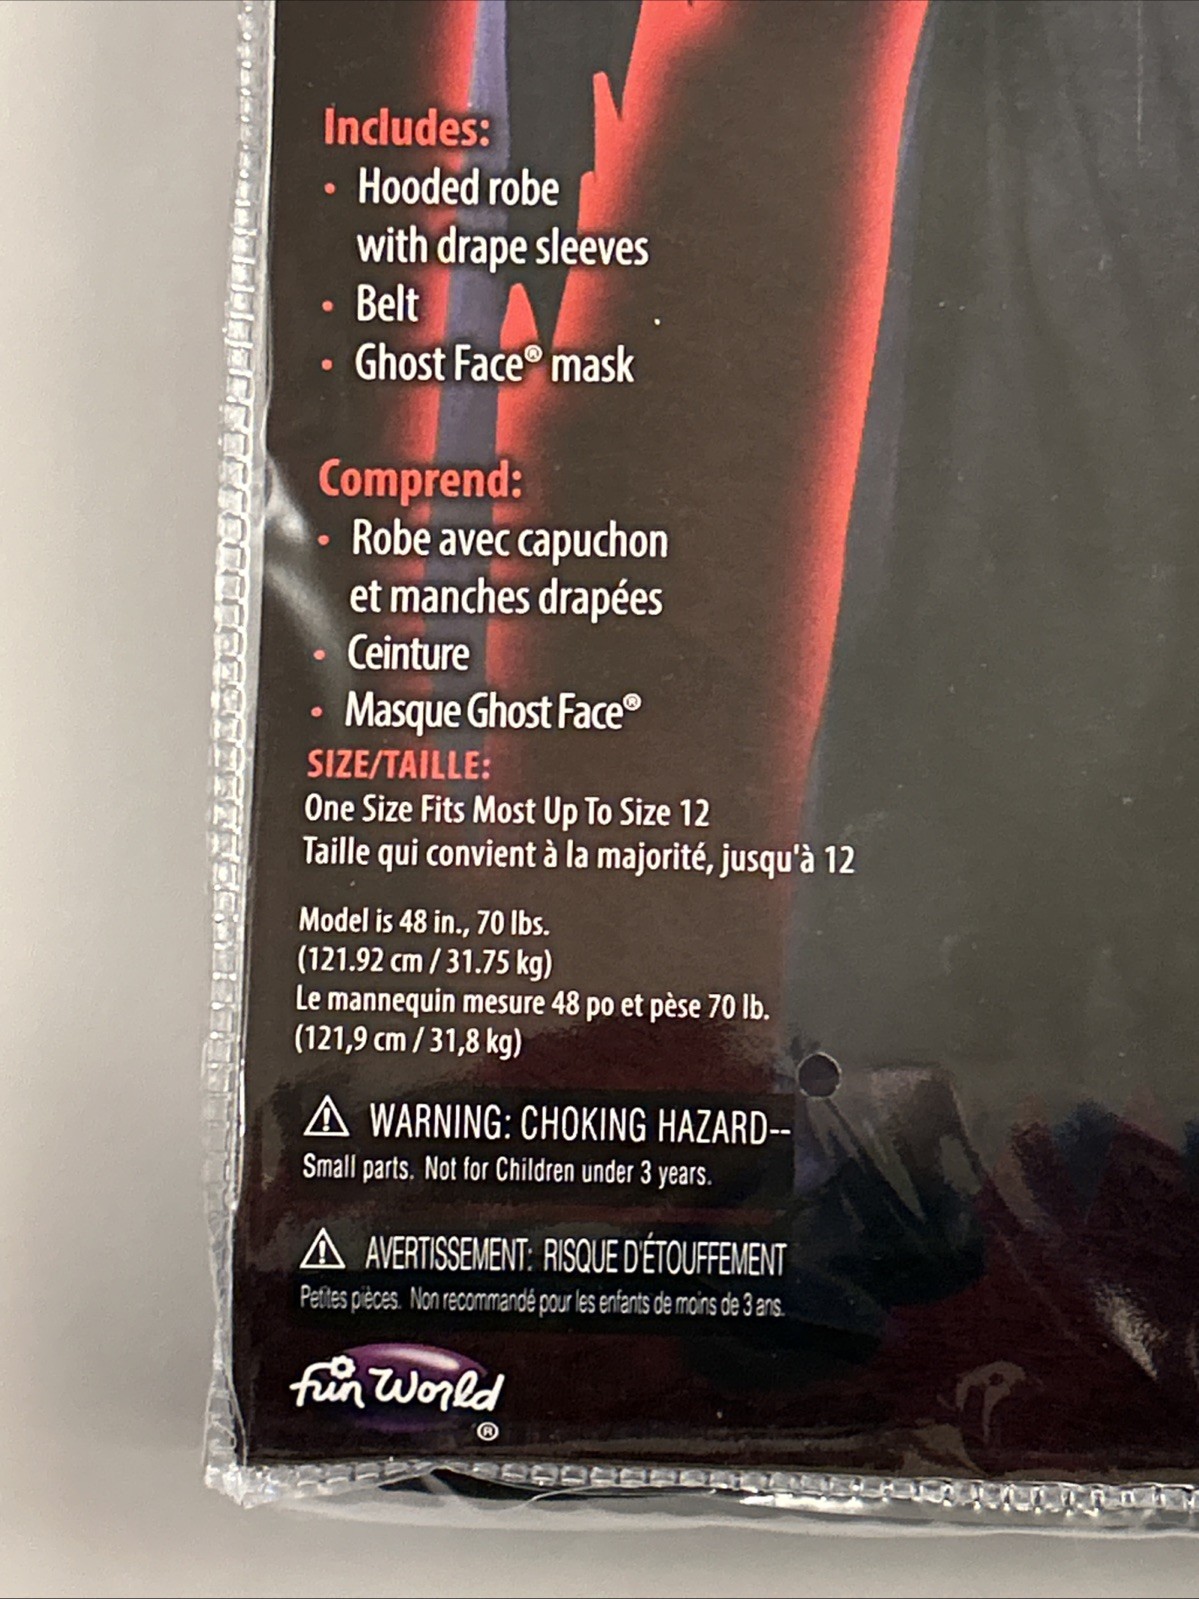 Includes:
• Hooded robe
with drape sleeves
• Belt
• Ghost Face® mask
Comprend:
• Robe avec capuchon
et manches drapées
• Ceinture
• Masque Ghost Face®
SIZE/TAILLE:
One Size Fits Most Up To Size 12
Taille qui convient à la majorité, jusqu'à 12
Model is 48 in., 70 lbs.
(121.92 cm / 31.75 kg)
Le mannequin mesure 48 po et pèse 70 lb.
(121,9 cm / 31,8 kg)
⚠ WARNING: CHOKING HAZARD--
Small parts. Not for Children under 3 years.
⚠ AVERTISSEMENT: RISQUE D'ÉTOUFFEMENT
Petites pièces. Non recommandé pour les enfants de moins de 3 ans.
fun World
®